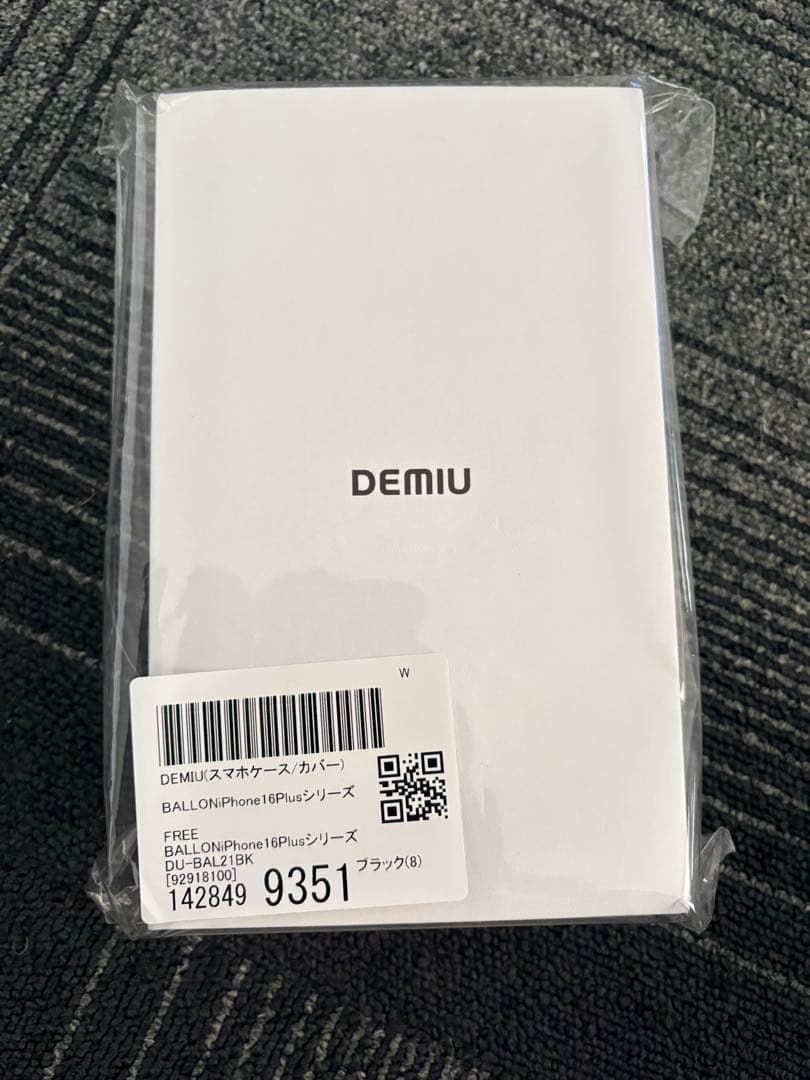 DEMIU
W
DEMIU(スマホケース/カバー)
BALLONiPhone16Plusシリーズ
FREE
BALLONiPhone16Plusシリーズ
DU-BAL21BK
[92918100] ブラック(8)
142849 9351